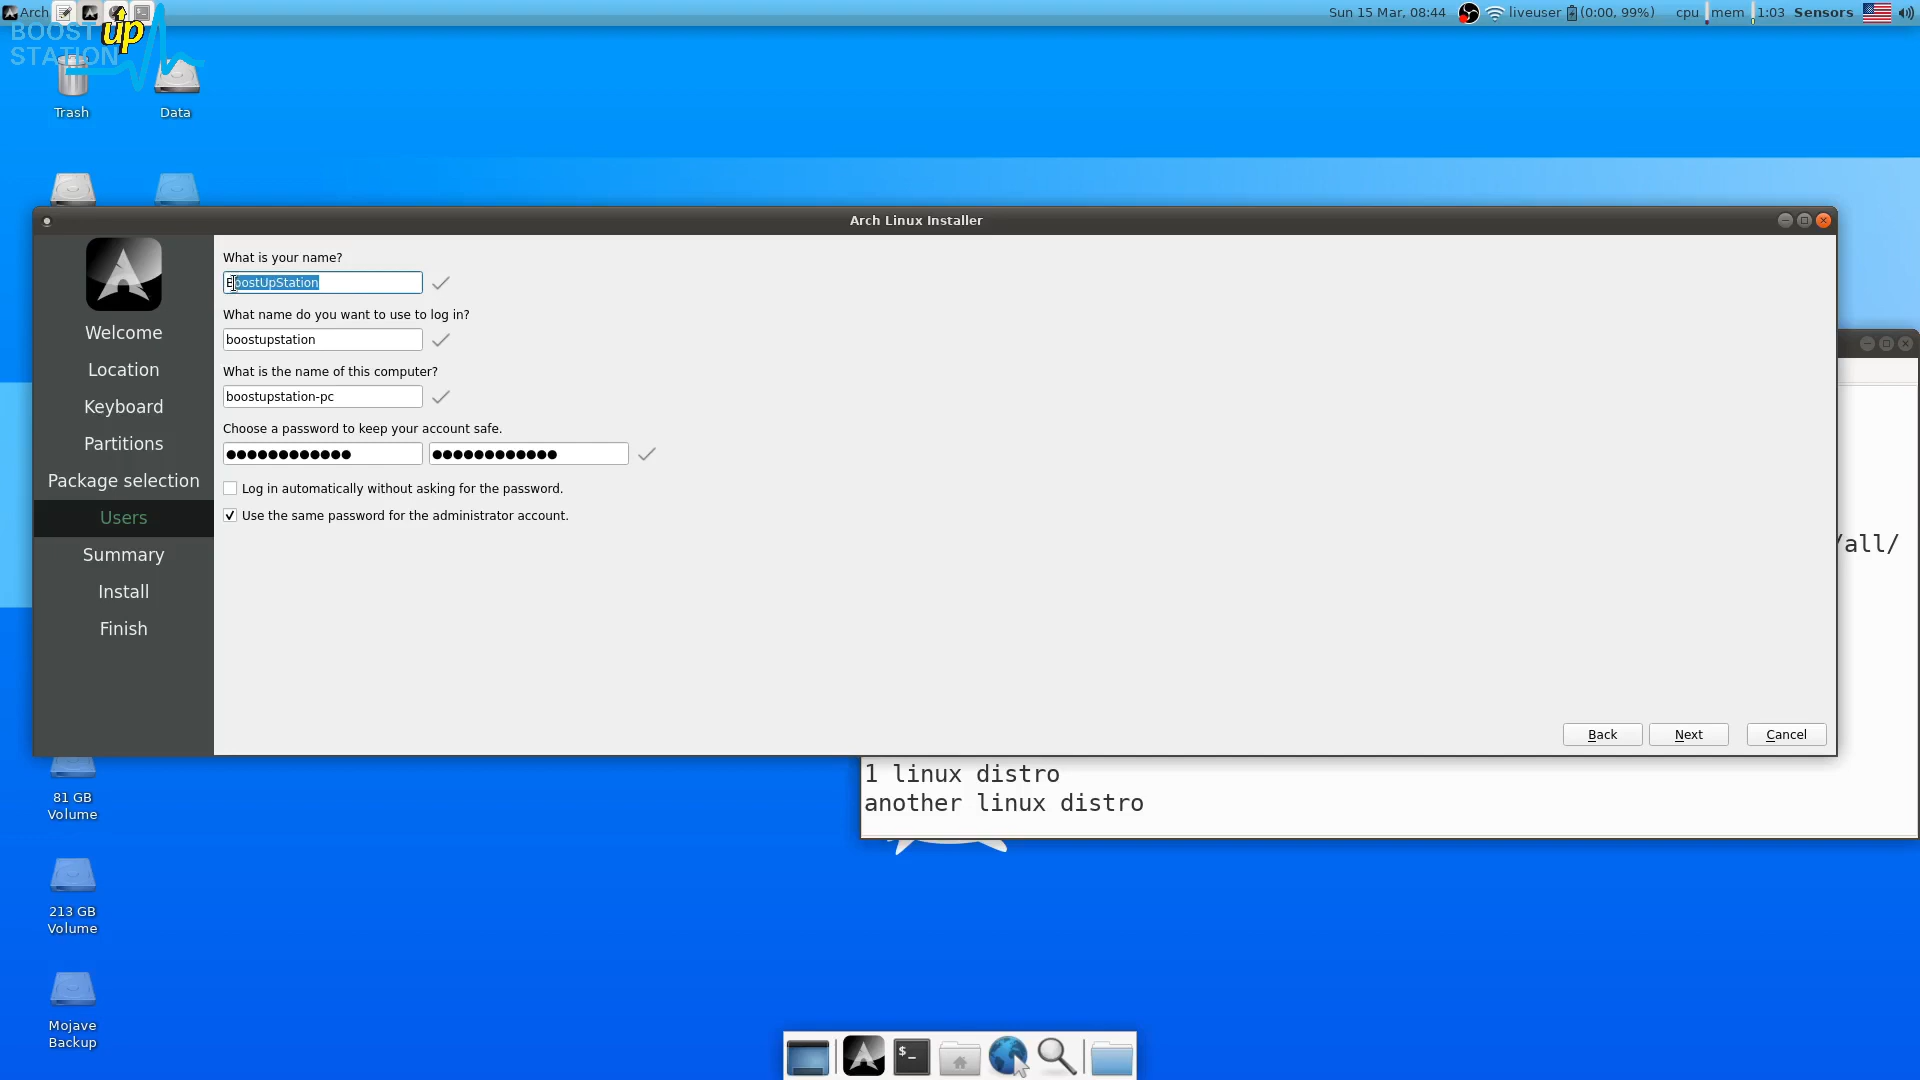 Arch
Sun 15 Mar, 08:44
liveuser
(0:00, 99%)
cpu
mem
1:03
Sensors
BOOST up
STATION
Trash
Data
Arch Linux Installer
Welcome
Location
Keyboard
Partitions
Package selection
Users
Summary
Install
Finish
What is your name?
BoostUpStation
What name do you want to use to log in?
boostupstation
What is the name of this computer?
boostupstation-pc
Choose a password to keep your account safe.
●●●●●●●●●●●● ●●●●●●●●●●●●
Log in automatically without asking for the password.
Use the same password for the administrator account.
Back
Next
Cancel
/all/
1 linux distro
another linux distro
81 GB
Volume
213 GB
Volume
Mojave
Backup
$_